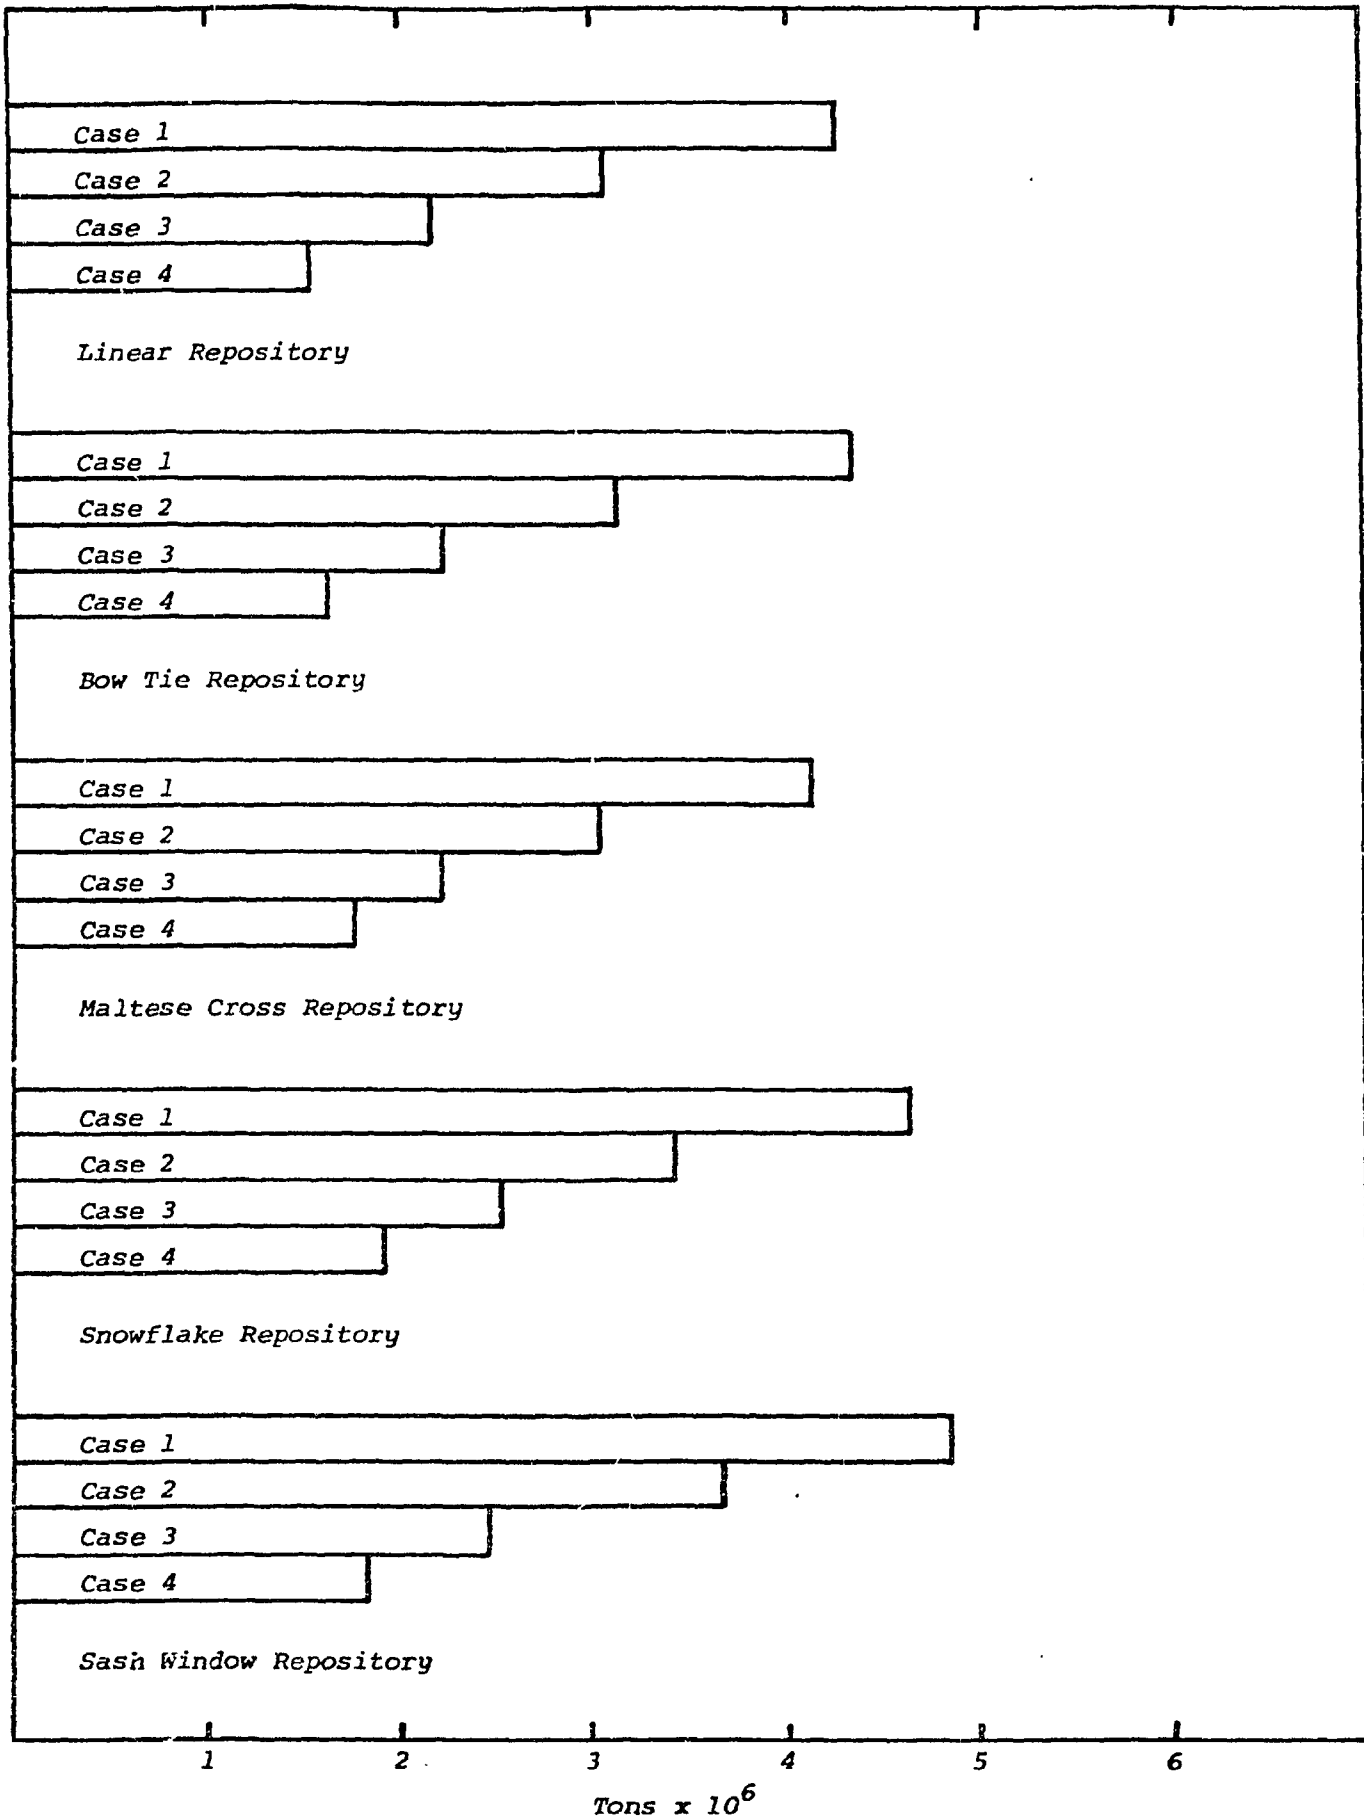 Case 1
Case 2
Case 3
Case 4
Linear Repository
Case 1
Case 2
Case 3
Case 4
Bow Tie Repository
Case 1
Case 2
Case 3
Case 4
Maltese Cross Repository
Case 1
Case 2
Case 3
Case 4
Snowflake Repository
Case 1
Case 2
Case 3
Case 4
Sash Window Repository
1 2 3 4 5 6
Tons x 10⁶